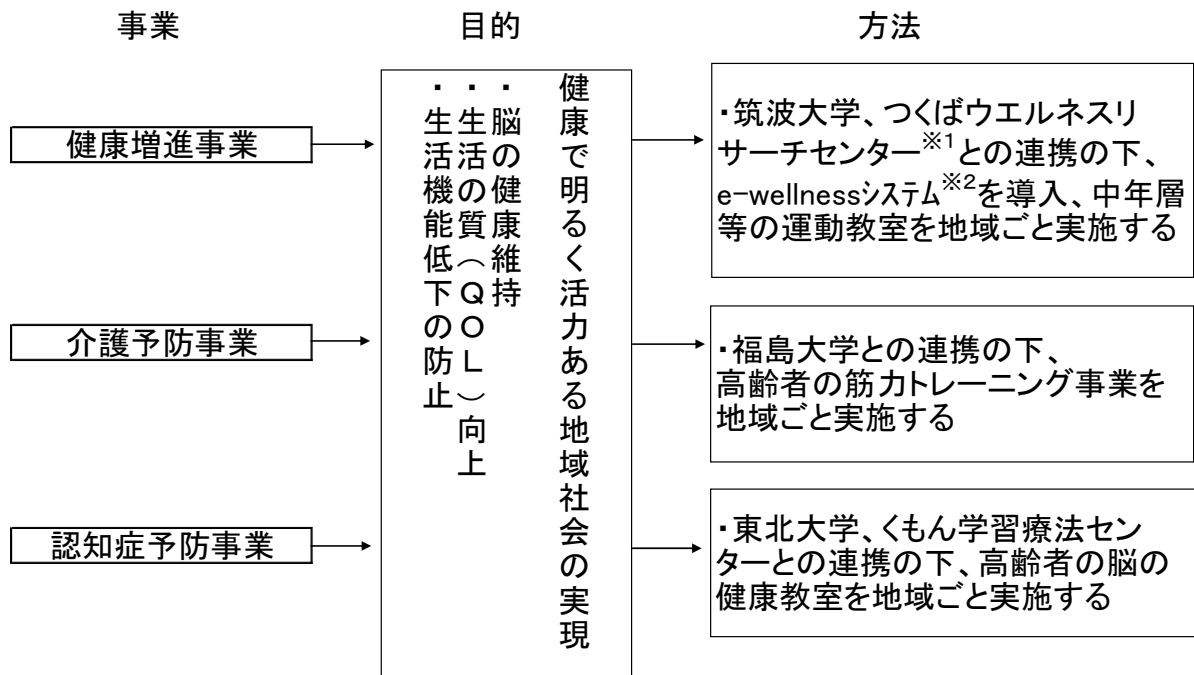 事業
目的
方法
健康増進事業
介護予防事業
認知症予防事業
健康で明るく活力ある地域社会の実現
・脳の健康維持
・生活の質（QOL）向上
・生活機能低下の防止
・筑波大学、つくばウエルネスリ
サーチセンター※1との連携の下、
e-wellnessｼｽﾃﾑ※2を導入、中年層
等の運動教室を地域ごと実施する
・福島大学との連携の下、
高齢者の筋力トレーニング事業を
地域ごと実施する
・東北大学、くもん学習療法セン
ターとの連携の下、高齢者の脳の
健康教室を地域ごと実施する